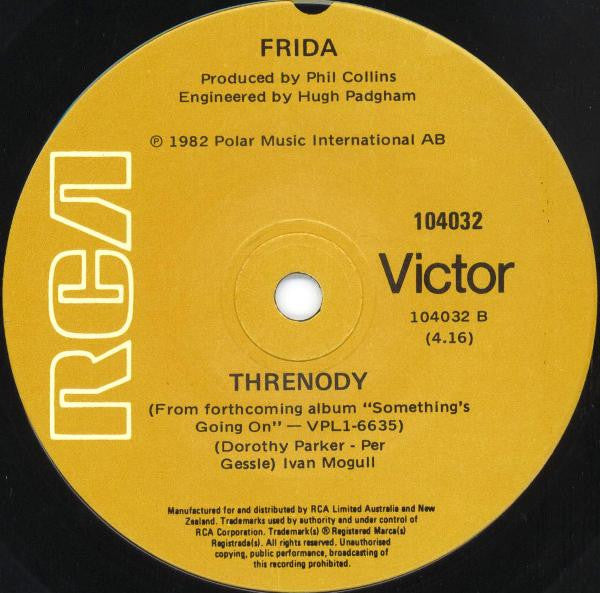 FRIDA
Produced by Phil Collins
Engineered by Hugh Padgham
℗ 1982 Polar Music International AB
RCA
104032
Victor
104032 B
(4.16)
THRENODY
(From forthcoming album "Something's
Going On" — VPL1-6635)
(Dorothy Parker - Per
Gessle) Ivan Mogull
Manufactured for and distributed by RCA Limited Australia and New
Zealand. Trademarks used by authority and under control of
RCA Corporation. Trademark(s) ® Registered Marca(s)
Registrada(s). All rights reserved. Unauthorised
copying, public performance, broadcasting of
this recording prohibited.